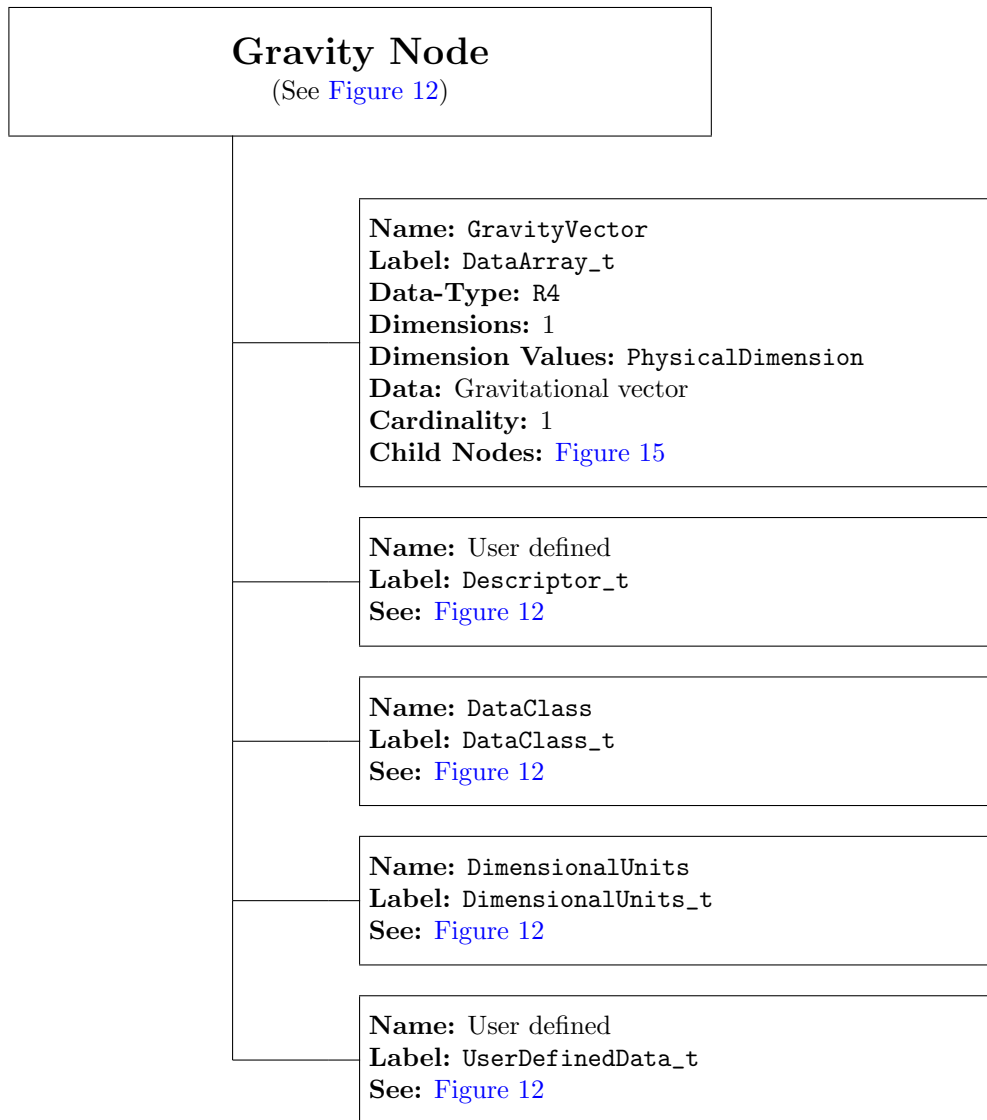 Gravity Node
(See Figure 12)
Name: GravityVector
Label: DataArray_t
Data-Type: R4
Dimensions: 1
Dimension Values: PhysicalDimension
Data: Gravitational vector
Cardinality: 1
Child Nodes: Figure 15
Name: User defined
Label: Descriptor_t
See: Figure 12
Name: DataClass
Label: DataClass_t
See: Figure 12
Name: DimensionalUnits
Label: DimensionalUnits_t
See: Figure 12
Name: User defined
Label: UserDefinedData_t
See: Figure 12